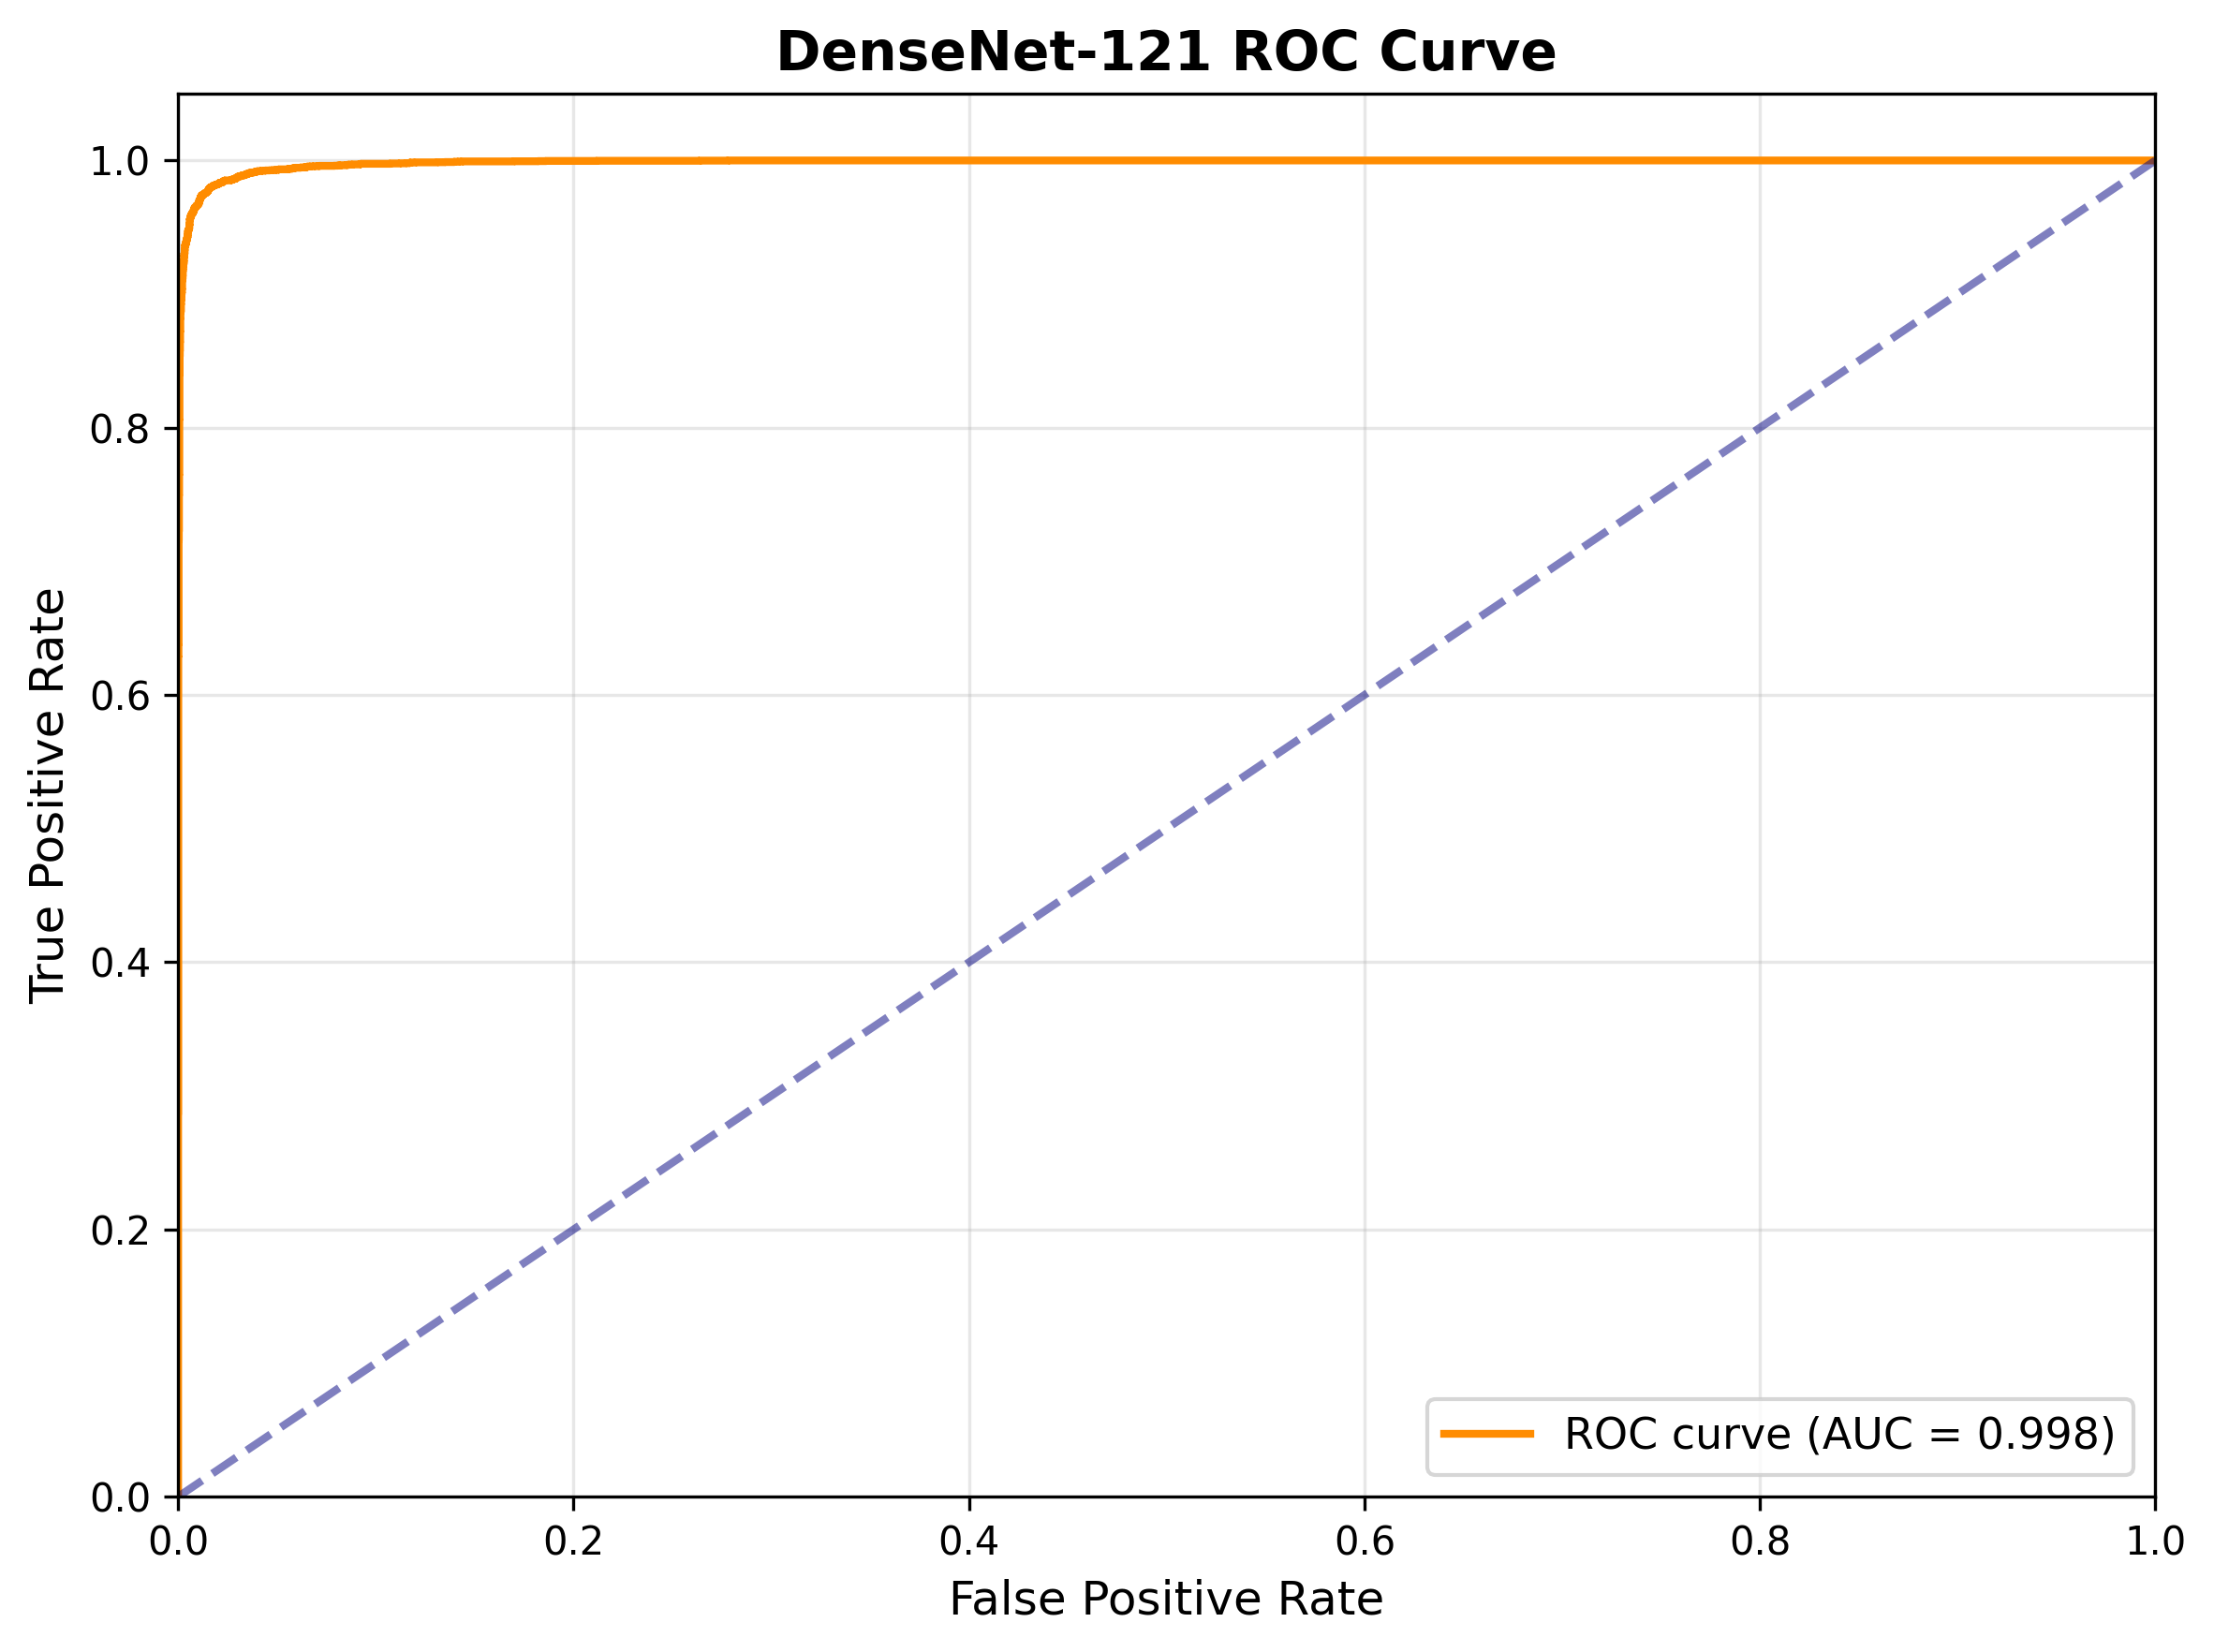 DenseNet-121 ROC Curve
True Positive Rate
1.0
0.8
0.6
0.4
0.2
0.0
0.0 0.2 0.4 0.6 0.8 1.0
False Positive Rate
ROC curve (AUC = 0.998)